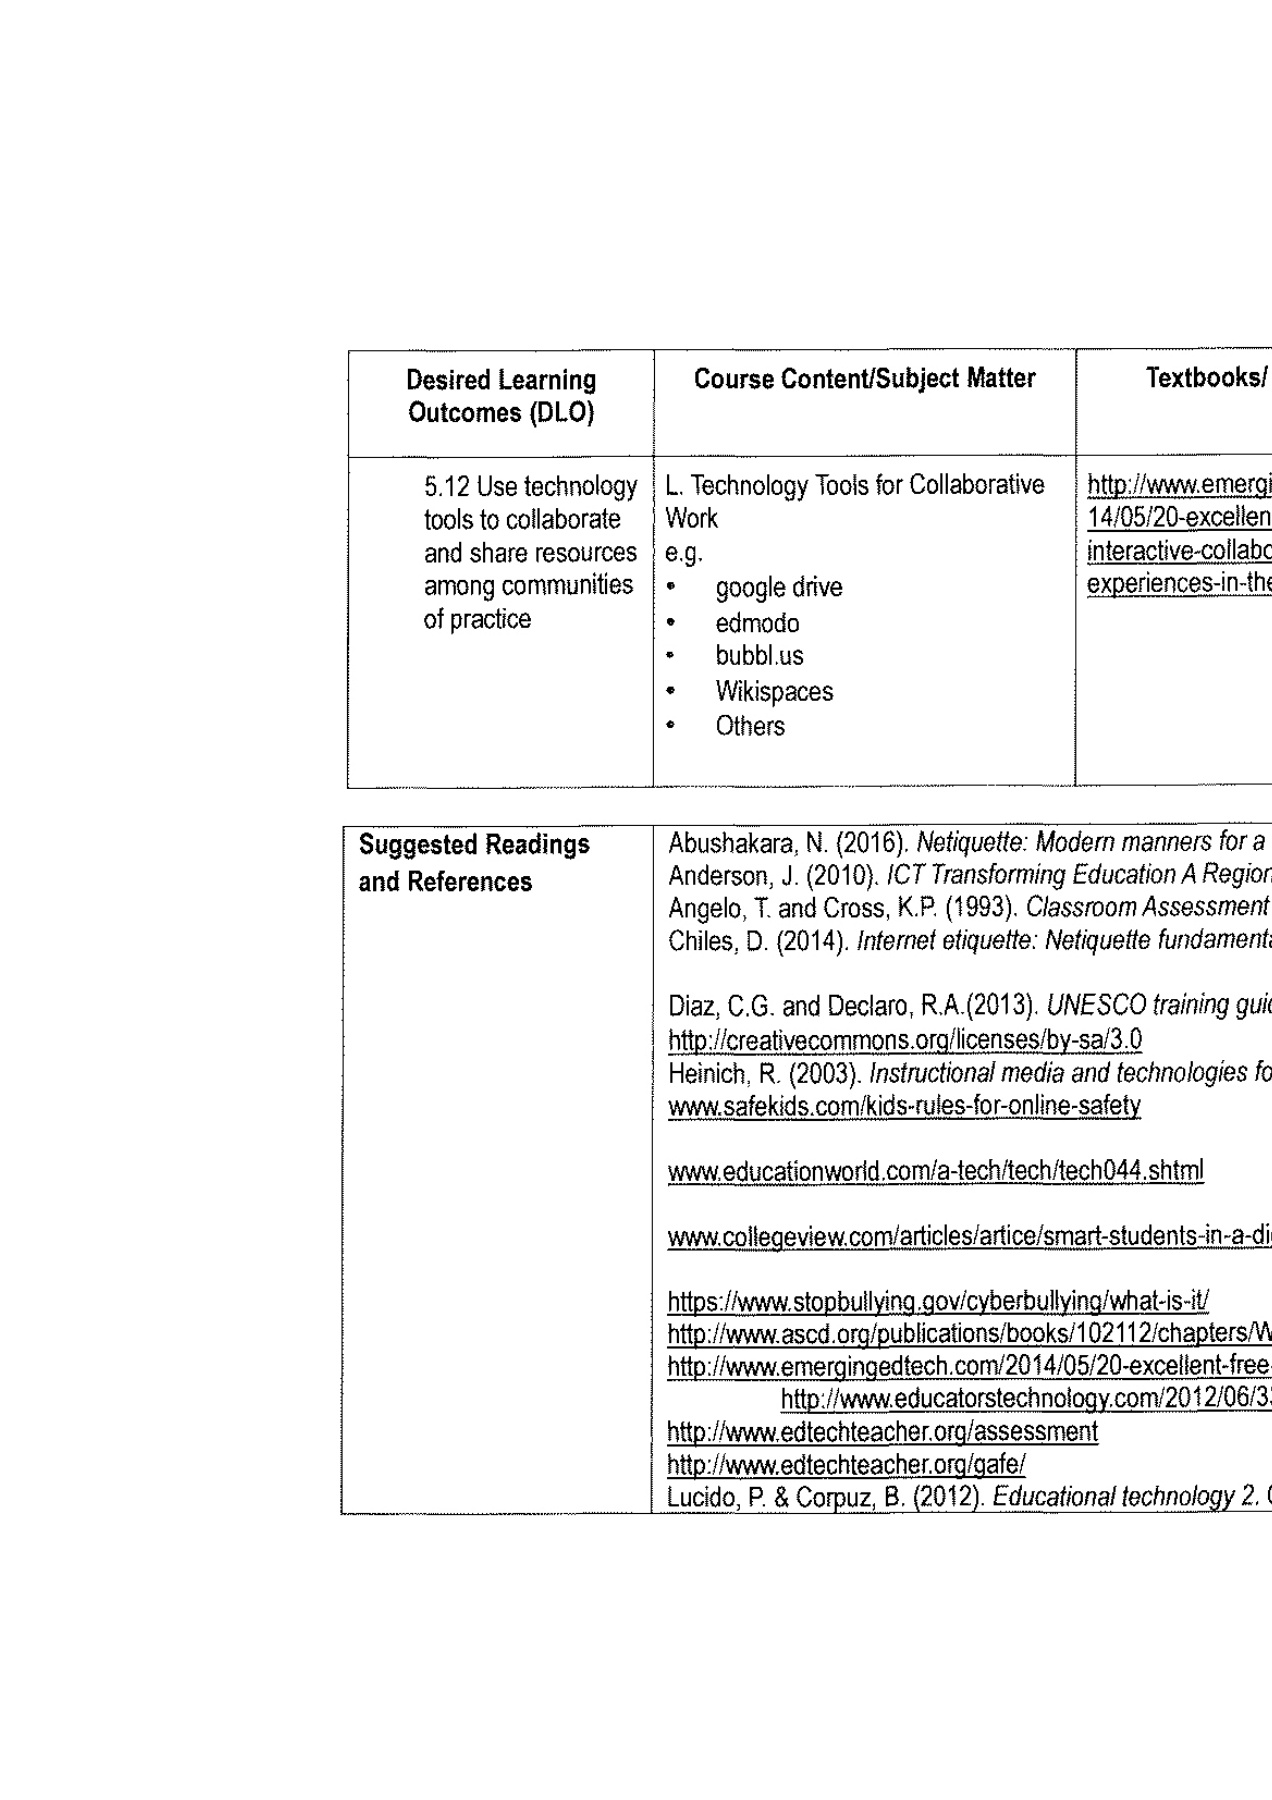 Desired Learning
Outcomes (DLO)
Course Content/Subject Matter
Textbooks/
5.12 Use technology
tools to collaborate
and share resources
among communities
of practice
L. Technology Tools for Collaborative
Work
e.g.
• google drive
• edmodo
• bubbl.us
• Wikispaces
• Others
http://www.emergi
14/05/20-excellen
interactive-collabo
experiences-in-the
Suggested Readings
and References
Abushakara, N. (2016). Netiquette: Modern manners for a
Anderson, J. (2010). ICT Transforming Education A Region
Angelo, T. and Cross, K.P. (1993). Classroom Assessment
Chiles, D. (2014). Internet etiquette: Netiquette fundamenta
Diaz, C.G. and Declaro, R.A.(2013). UNESCO training guid
http://creativecommons.org/licenses/by-sa/3.0
Heinich, R. (2003). Instructional media and technologies fo
www.safekids.com/kids-rules-for-online-safety
www.educationworld.com/a-tech/tech/tech044.shtml
www.collegeview.com/articles/artice/smart-students-in-a-di
https://www.stopbullying.gov/cyberbullying/what-is-it/
http://www.ascd.org/publications/books/102112/chapters/W
http://www.emergingedtech.com/2014/05/20-excellent-free-
http://www.educatorstechnology.com/2012/06/33
http://www.edtechteacher.org/assessment
http://www.edtechteacher.org/gafe/
Lucido, P. & Corpuz, B. (2012). Educational technology 2.